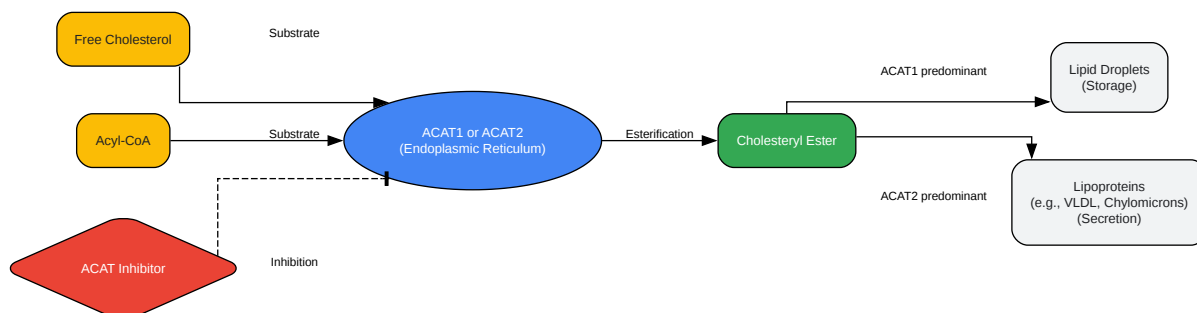 Free Cholesterol
Substrate
Acyl-CoA
Substrate
ACAT Inhibitor
Inhibition
ACAT1 or ACAT2
(Endoplasmic Reticulum)
Esterification
Cholesteryl Ester
ACAT1 predominant
Lipid Droplets
(Storage)
ACAT2 predominant
Lipoproteins
(e.g., VLDL, Chylomicrons)
(Secretion)